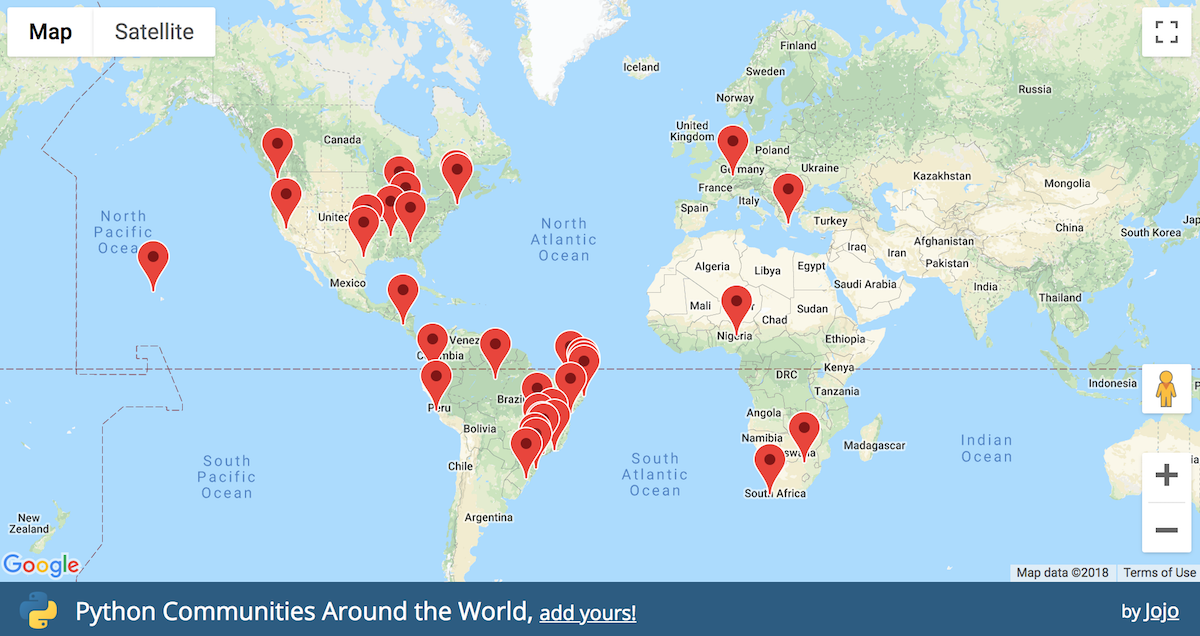 Map Satellite
Finland
Iceland
Sweden
Russia
Norway
United
Kingdom
Canada
Poland
Germany
Ukraine
Kazakhstan
Mongolia
France
Italy
Spain
North
Pacific
Ocea
United
North
Atlantic
Ocean
Turkey
China
South Korea
Jap
Iraq
Iran
Afghanistan
Pakistan
Algeria
Libya
Egypt
Mexico
Saudi Arabia
India
Thailand
Mali
Chad
Sudan
Nigeria
Ethiopia
Venez
Kenya
DRC
Indonesia
Tanzania
Peru
Brazi
Angola
Bolivia
Namibia
Madagascar
Indian
Ocean
South
Pacific
Ocean
Chile
South
Atlantic
Ocean
South Africa
Argentina
New
Zealand
Google
Map data ©2018 Terms of Use
Python Communities Around the World, add yours!
by Jojo